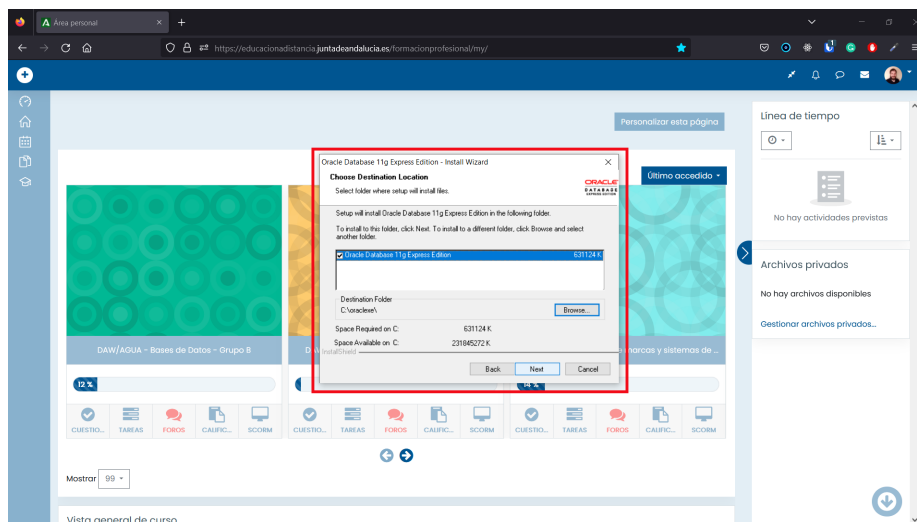 Área personal
https://educacionadistancia.juntadeandalucia.es/formacionprofesional/my/
Personalizar esta página
Último accedido
DAW/AGUA - Bases de Datos - Grupo B
marcas y sistemas de ...
12 %
14 %
CUESTIO... TAREAS FOROS CALIFIC... SCORM
CUESTIO... TAREAS FOROS CALIFIC... SCORM
CUESTIO... TAREAS FOROS CALIFIC... SCORM
Mostrar 99
Vista general de curso
Oracle Database 11g Express Edition - Install Wizard
Choose Destination Location
Select folder where setup will install files.
ORACLE
DATABASE
EXPRESS EDITION
Setup will install Oracle Database 11g Express Edition in the following folder.
To install to this folder, click Next. To install to a different folder, click Browse and select
another folder.
Oracle Database 11g Express Edition 631124 K
Destination Folder
C:\oraclexe\
Browse...
Space Required on C: 631124 K
Space Available on C: 231845272 K
InstallShield
Back Next Cancel
Línea de tiempo
No hay actividades previstas
Archivos privados
No hay archivos disponibles
Gestionar archivos privados...